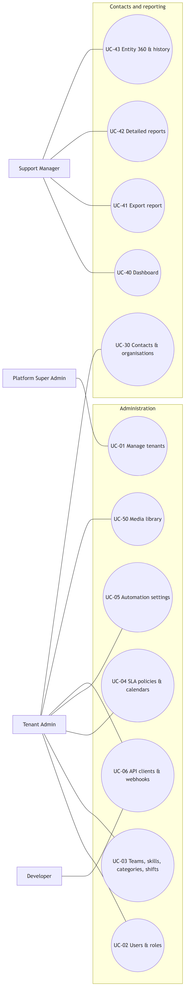 Contacts and reporting
UC-43 Entity 360 & history
UC-42 Detailed reports
Support Manager
UC-41 Export report
UC-40 Dashboard
UC-30 Contacts &
organisations
Platform Super Admin
Administration
UC-01 Manage tenants
UC-50 Media library
UC-05 Automation settings
UC-04 SLA policies &
calendars
Tenant Admin
UC-06 API clients &
webhooks
UC-03 Teams, skills,
categories, shifts
Developer
UC-02 Users & roles